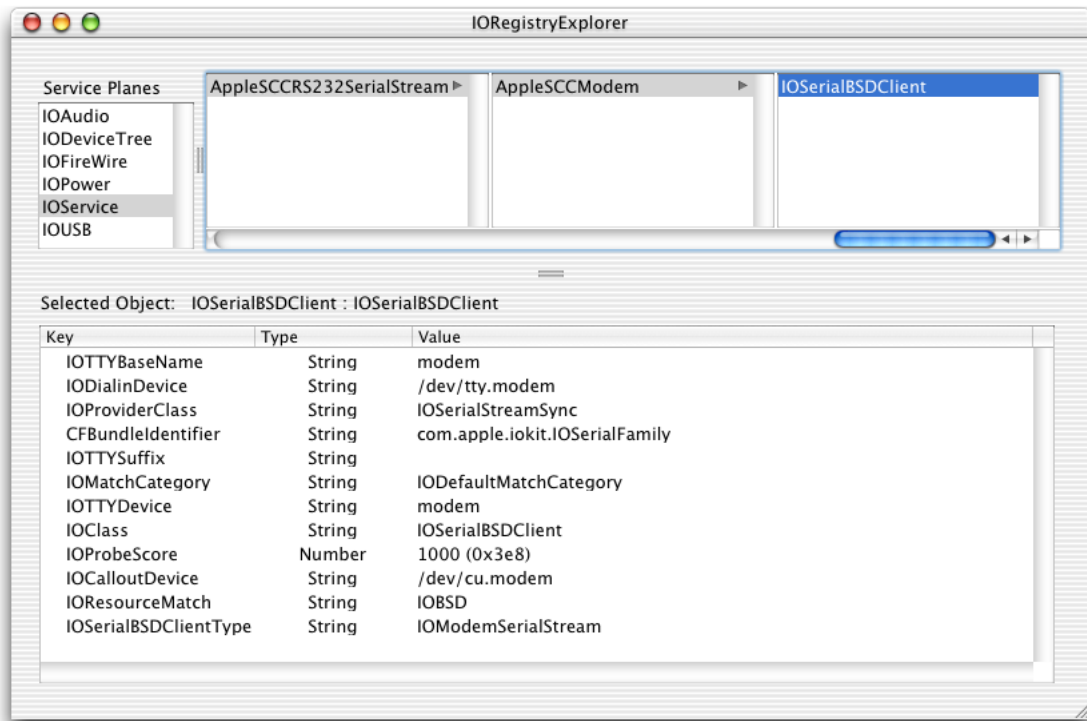 IORegistryExplorer
Service Planes
IOAudio
IODeviceTree
IOFireWire
IOPower
IOService
IOUSB
AppleSCCRS232SerialStream AppleSCCModem IOSerialBSDClient
Selected Object: IOSerialBSDClient : IOSerialBSDClient
Key Type Value
IOTTYBaseName String modem
IODialinDevice String /dev/tty.modem
IOProviderClass String IOSerialStreamSync
CFBundleIdentifier String com.apple.iokit.IOSerialFamily
IOTTYSuffix String
IOMatchCategory String IODefaultMatchCategory
IOTTYDevice String modem
IOClass String IOSerialBSDClient
IOProbeScore Number 1000 (0x3e8)
IOCalloutDevice String /dev/cu.modem
IOResourceMatch String IOBSD
IOSerialBSDClientType String IOModemSerialStream